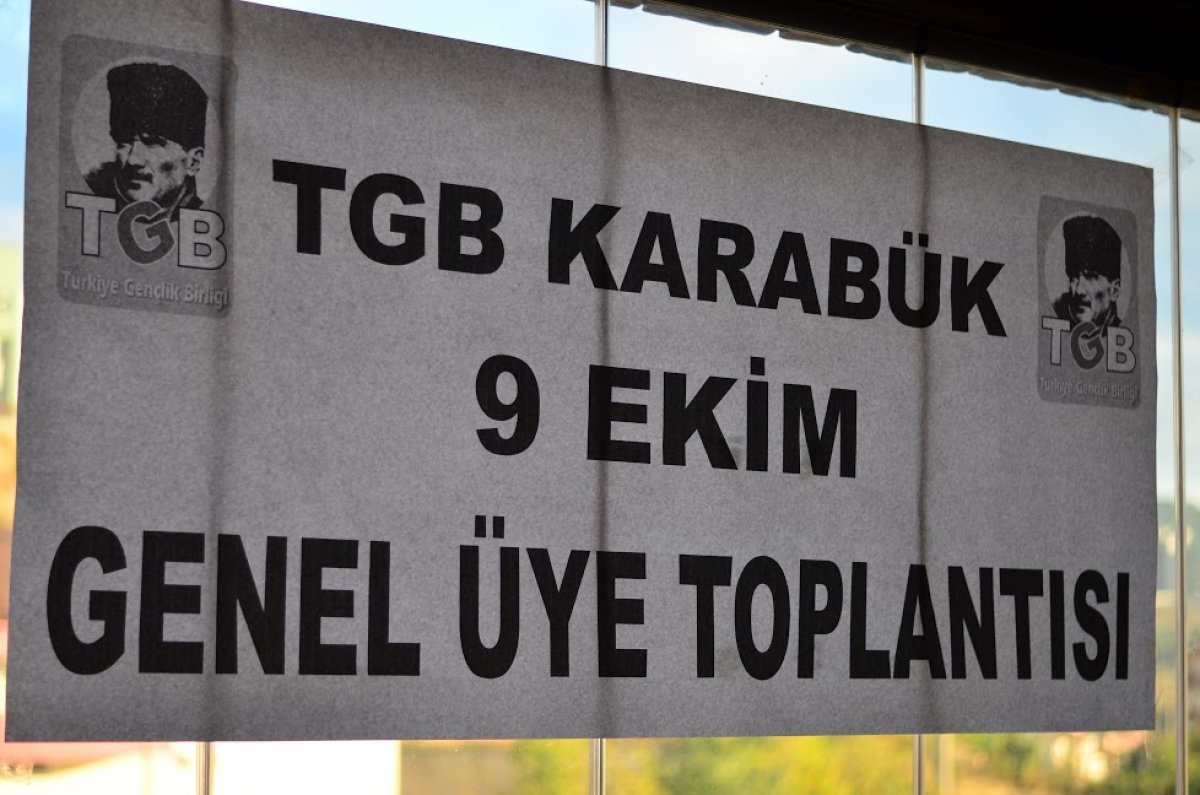 TGB
Türkiye Gençlik Birliği
TGB KARABÜK
9 EKİM
GENEL ÜYE TOPLANTISI
TGB
Türkiye Gençlik Birliği